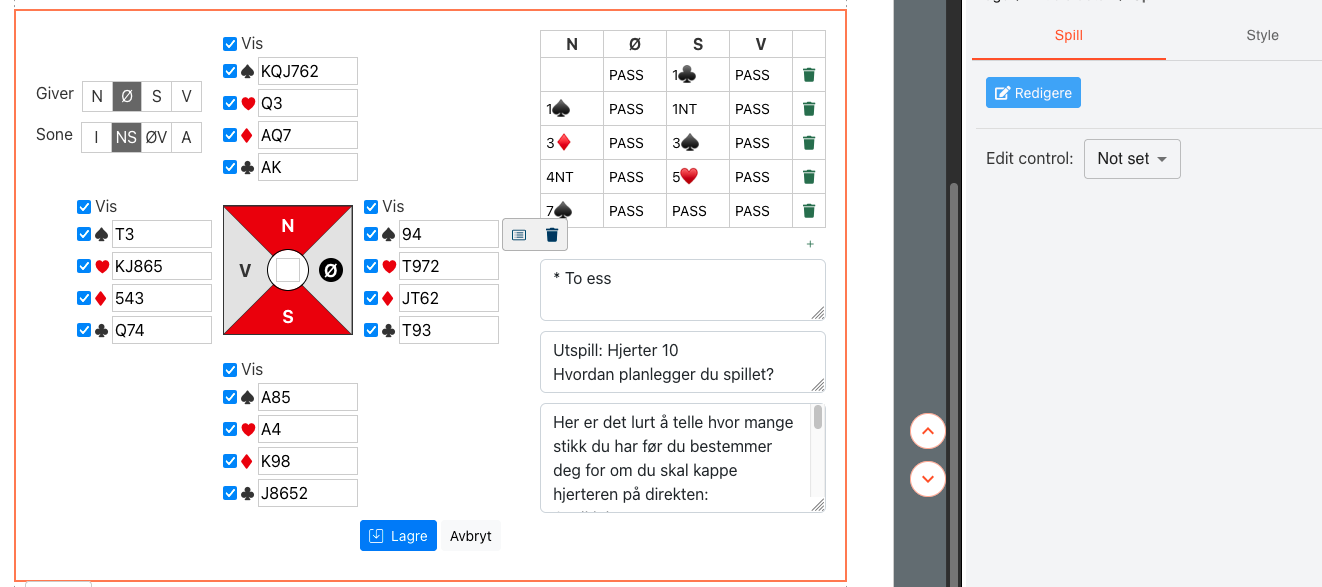 Vis
♠ KQJ762
♥ Q3
♦ AQ7
♣ AK
Giver N Ø S V
Sone I NS ØV A
Vis
♠ T3
♥ KJ865
♦ 543
♣ Q74
N
V Ø
S
Vis
♠ 94
♥ T972
♦ JT62
♣ T93
Vis
♠ A85
♥ A4
♦ K98
♣ J8652
N Ø S V
PASS 1♣ PASS
1♠ PASS 1NT PASS
3♦ PASS 3♠ PASS
4NT PASS 5♥ PASS
7♠ PASS PASS PASS
+
* To ess
Utspill: Hjerter 10
Hvordan planlegger du spillet?
Her er det lurt å telle hvor mange
stikk du har før du bestemmer
deg for om du skal kappe
hjerteren på direkten:
Lagre Avbryt
Spill Style
Redigere
Edit control: Not set